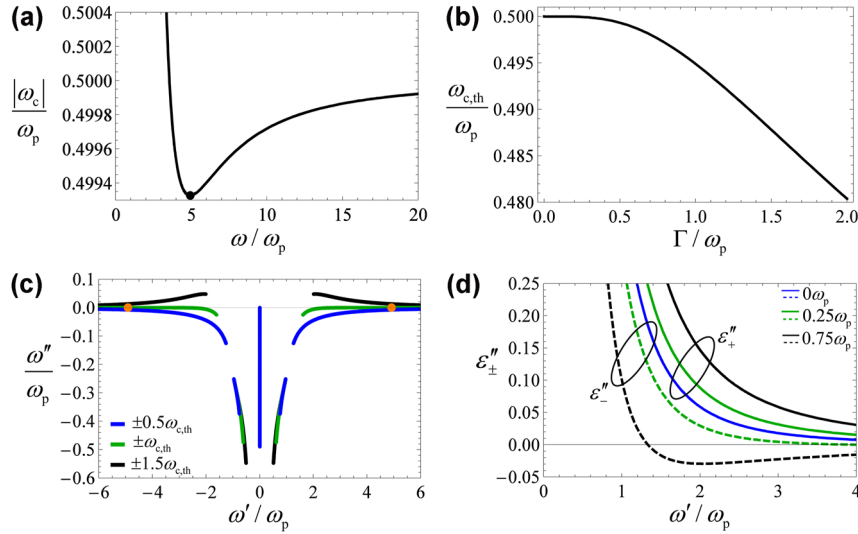 (a)
|ω_c|
ω_p
0.5004
0.5002
0.5000
0.4998
0.4996
0.4994
0 5 10 15 20
ω / ω_p
(b)
ω_c,th
ω_p
0.500
0.495
0.490
0.485
0.480
0.0 0.5 1.0 1.5 2.0
Γ / ω_p
(c)
ω″
ω_p
0.1
0.0
−0.1
−0.2
−0.3
−0.4
−0.5
−0.6
±0.5ω_c,th
±ω_c,th
±1.5ω_c,th
−6 −4 −2 0 2 4 6
ω′ / ω_p
(d)
ε″_±
0.25
0.20
0.15
0.10
0.05
0.00
−0.05
0ω_p
0.25ω_p
0.75ω_p
ε″_+
ε″_−
0 1 2 3 4
ω′ / ω_p